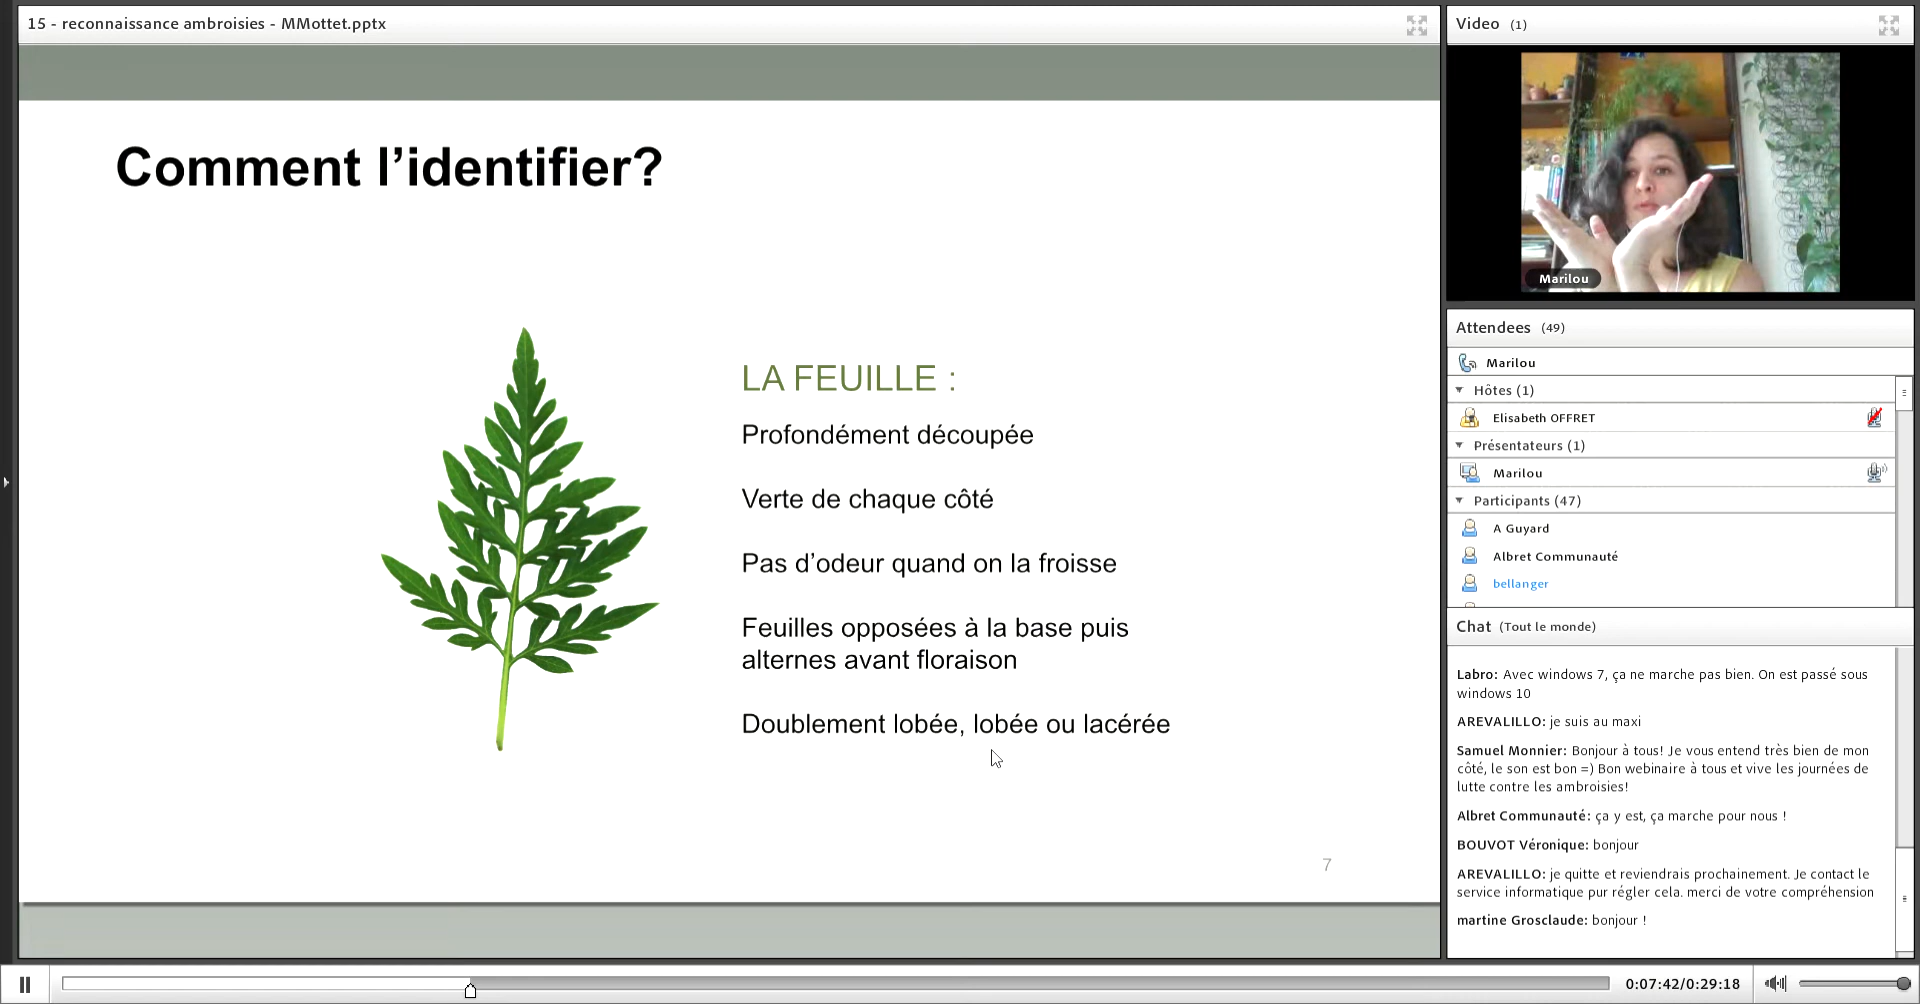 15 - reconnaissance ambroisies - MMottet.pptx
Comment l’identifier?
LA FEUILLE :
Profondément découpée
Verte de chaque côté
Pas d’odeur quand on la froisse
Feuilles opposées à la base puis
alternes avant floraison
Doublement lobée, lobée ou lacérée
7
Video (1)
Marilou
Attendees (49)
Marilou
Hôtes (1)
Elisabeth OFFRET
Présentateurs (1)
Marilou
Participants (47)
A Guyard
Albret Communauté
bellanger
Chat (Tout le monde)
Labro: Avec windows 7, ça ne marche pas bien. On est passé sous
windows 10
AREVALILLO: je suis au maxi
Samuel Monnier: Bonjour à tous! Je vous entend très bien de mon
côté, le son est bon =) Bon webinaire à tous et vive les journées de
lutte contre les ambroisies!
Albret Communauté: ça y est, ça marche pour nous !
BOUVOT Véronique: bonjour
AREVALILLO: je quitte et reviendrais prochainement. Je contact le
service informatique pur régler cela. merci de votre compréhension
martine Grosclaude: bonjour !
0:07:42/0:29:18